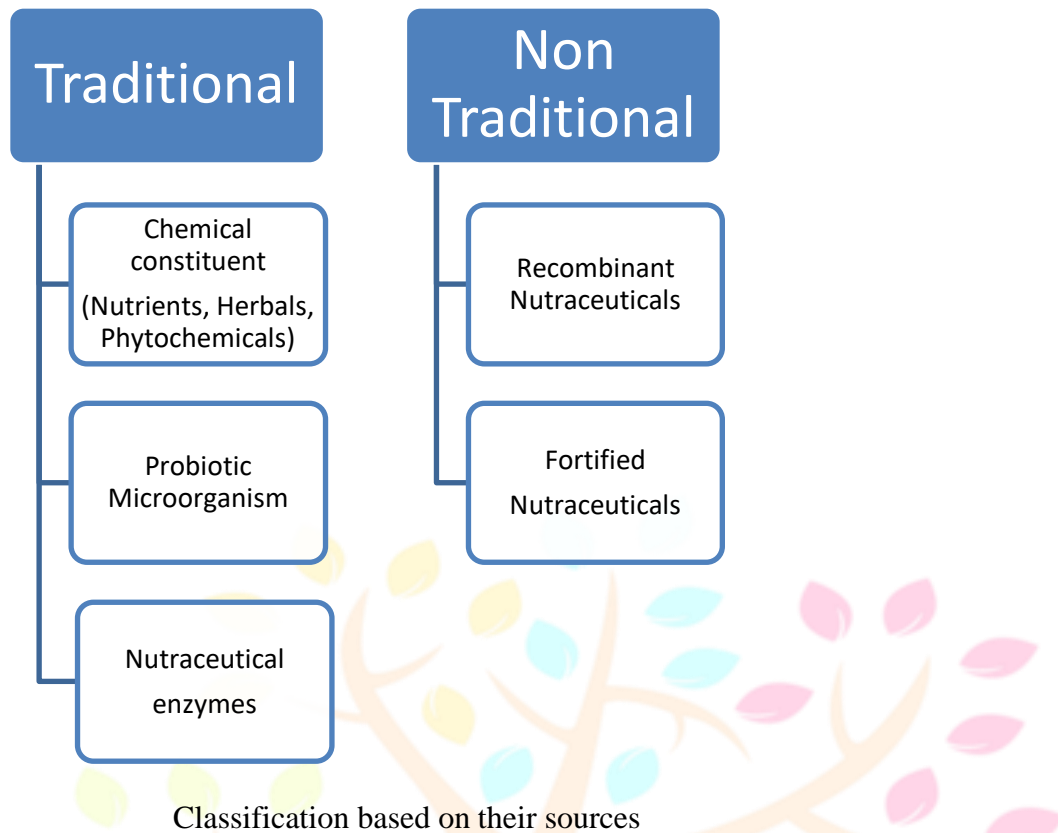 Traditional
Chemical
constituent
(Nutrients, Herbals,
Phytochemicals)
Probiotic
Microorganism
Nutraceutical
enzymes
Non
Traditional
Recombinant
Nutraceuticals
Fortified
Nutraceuticals
Classification based on their sources